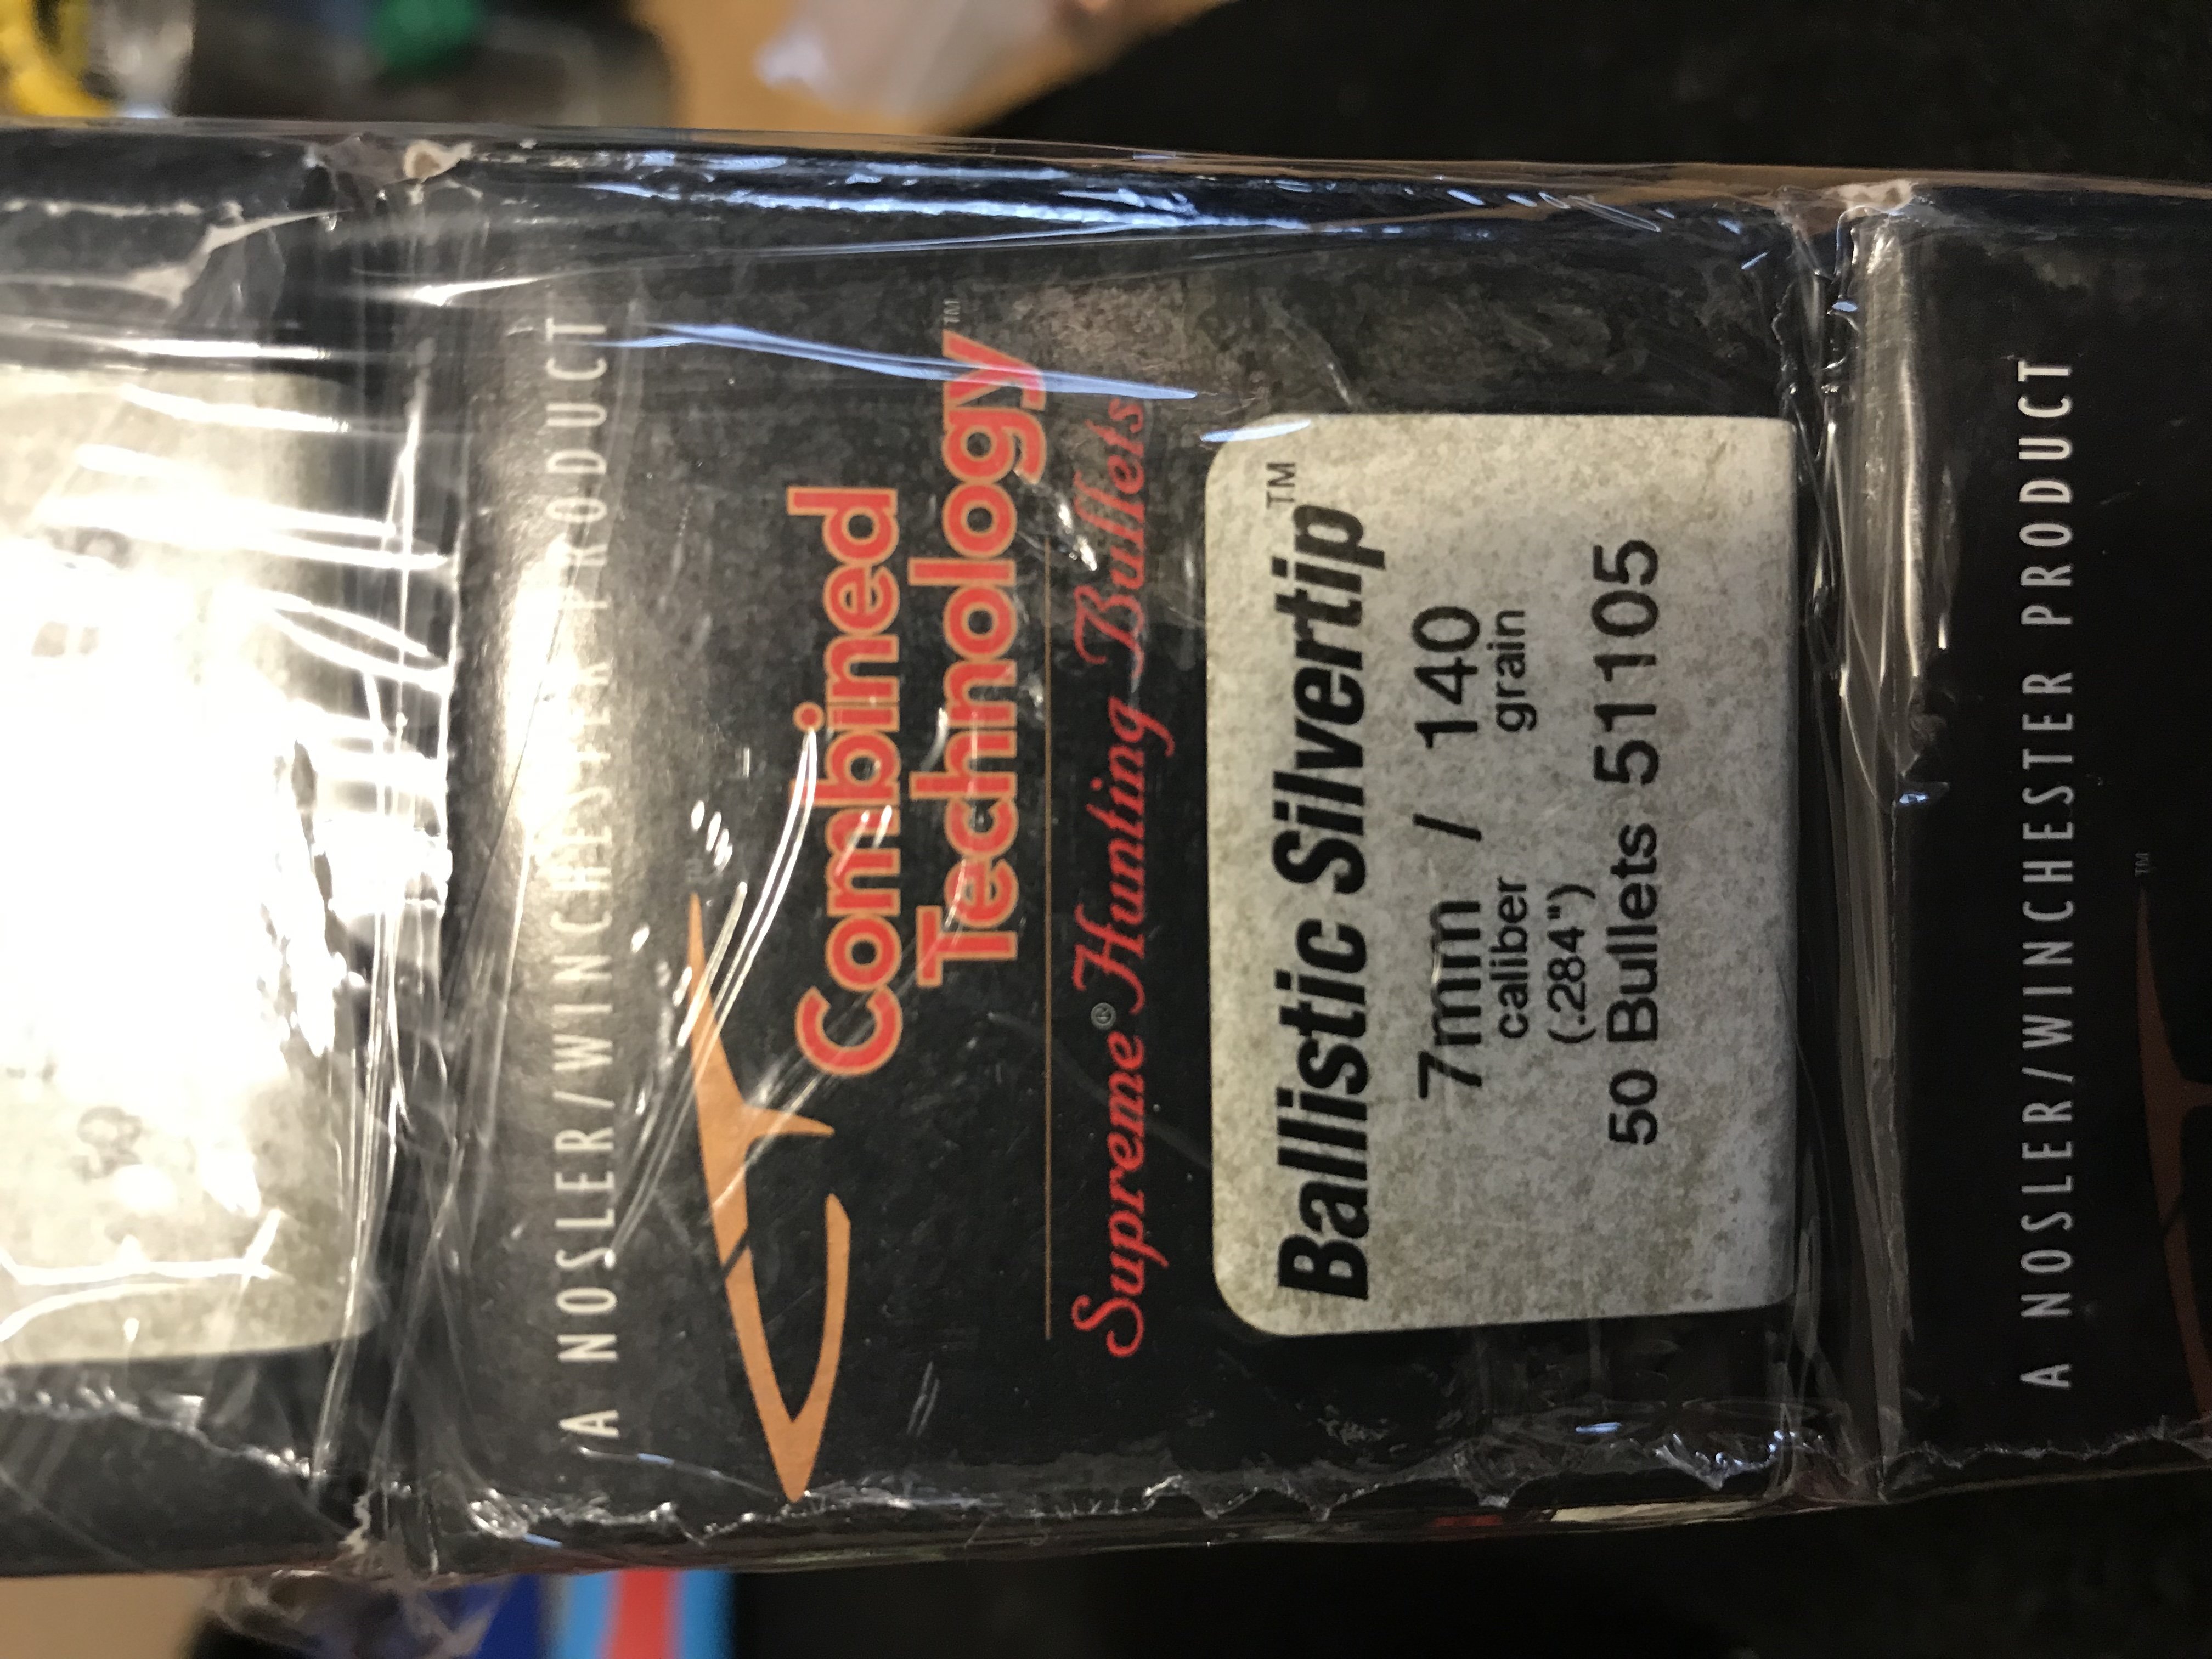 A NOSLER/WINCHESTER PRODUCT
Combined
Technology™
Supreme® Hunting Bullets
Ballistic Silvertip™
7mm / 140
caliber grain
(.284")
50 Bullets 51105
A NOSLER/WINCHESTER PRODUCT
TM